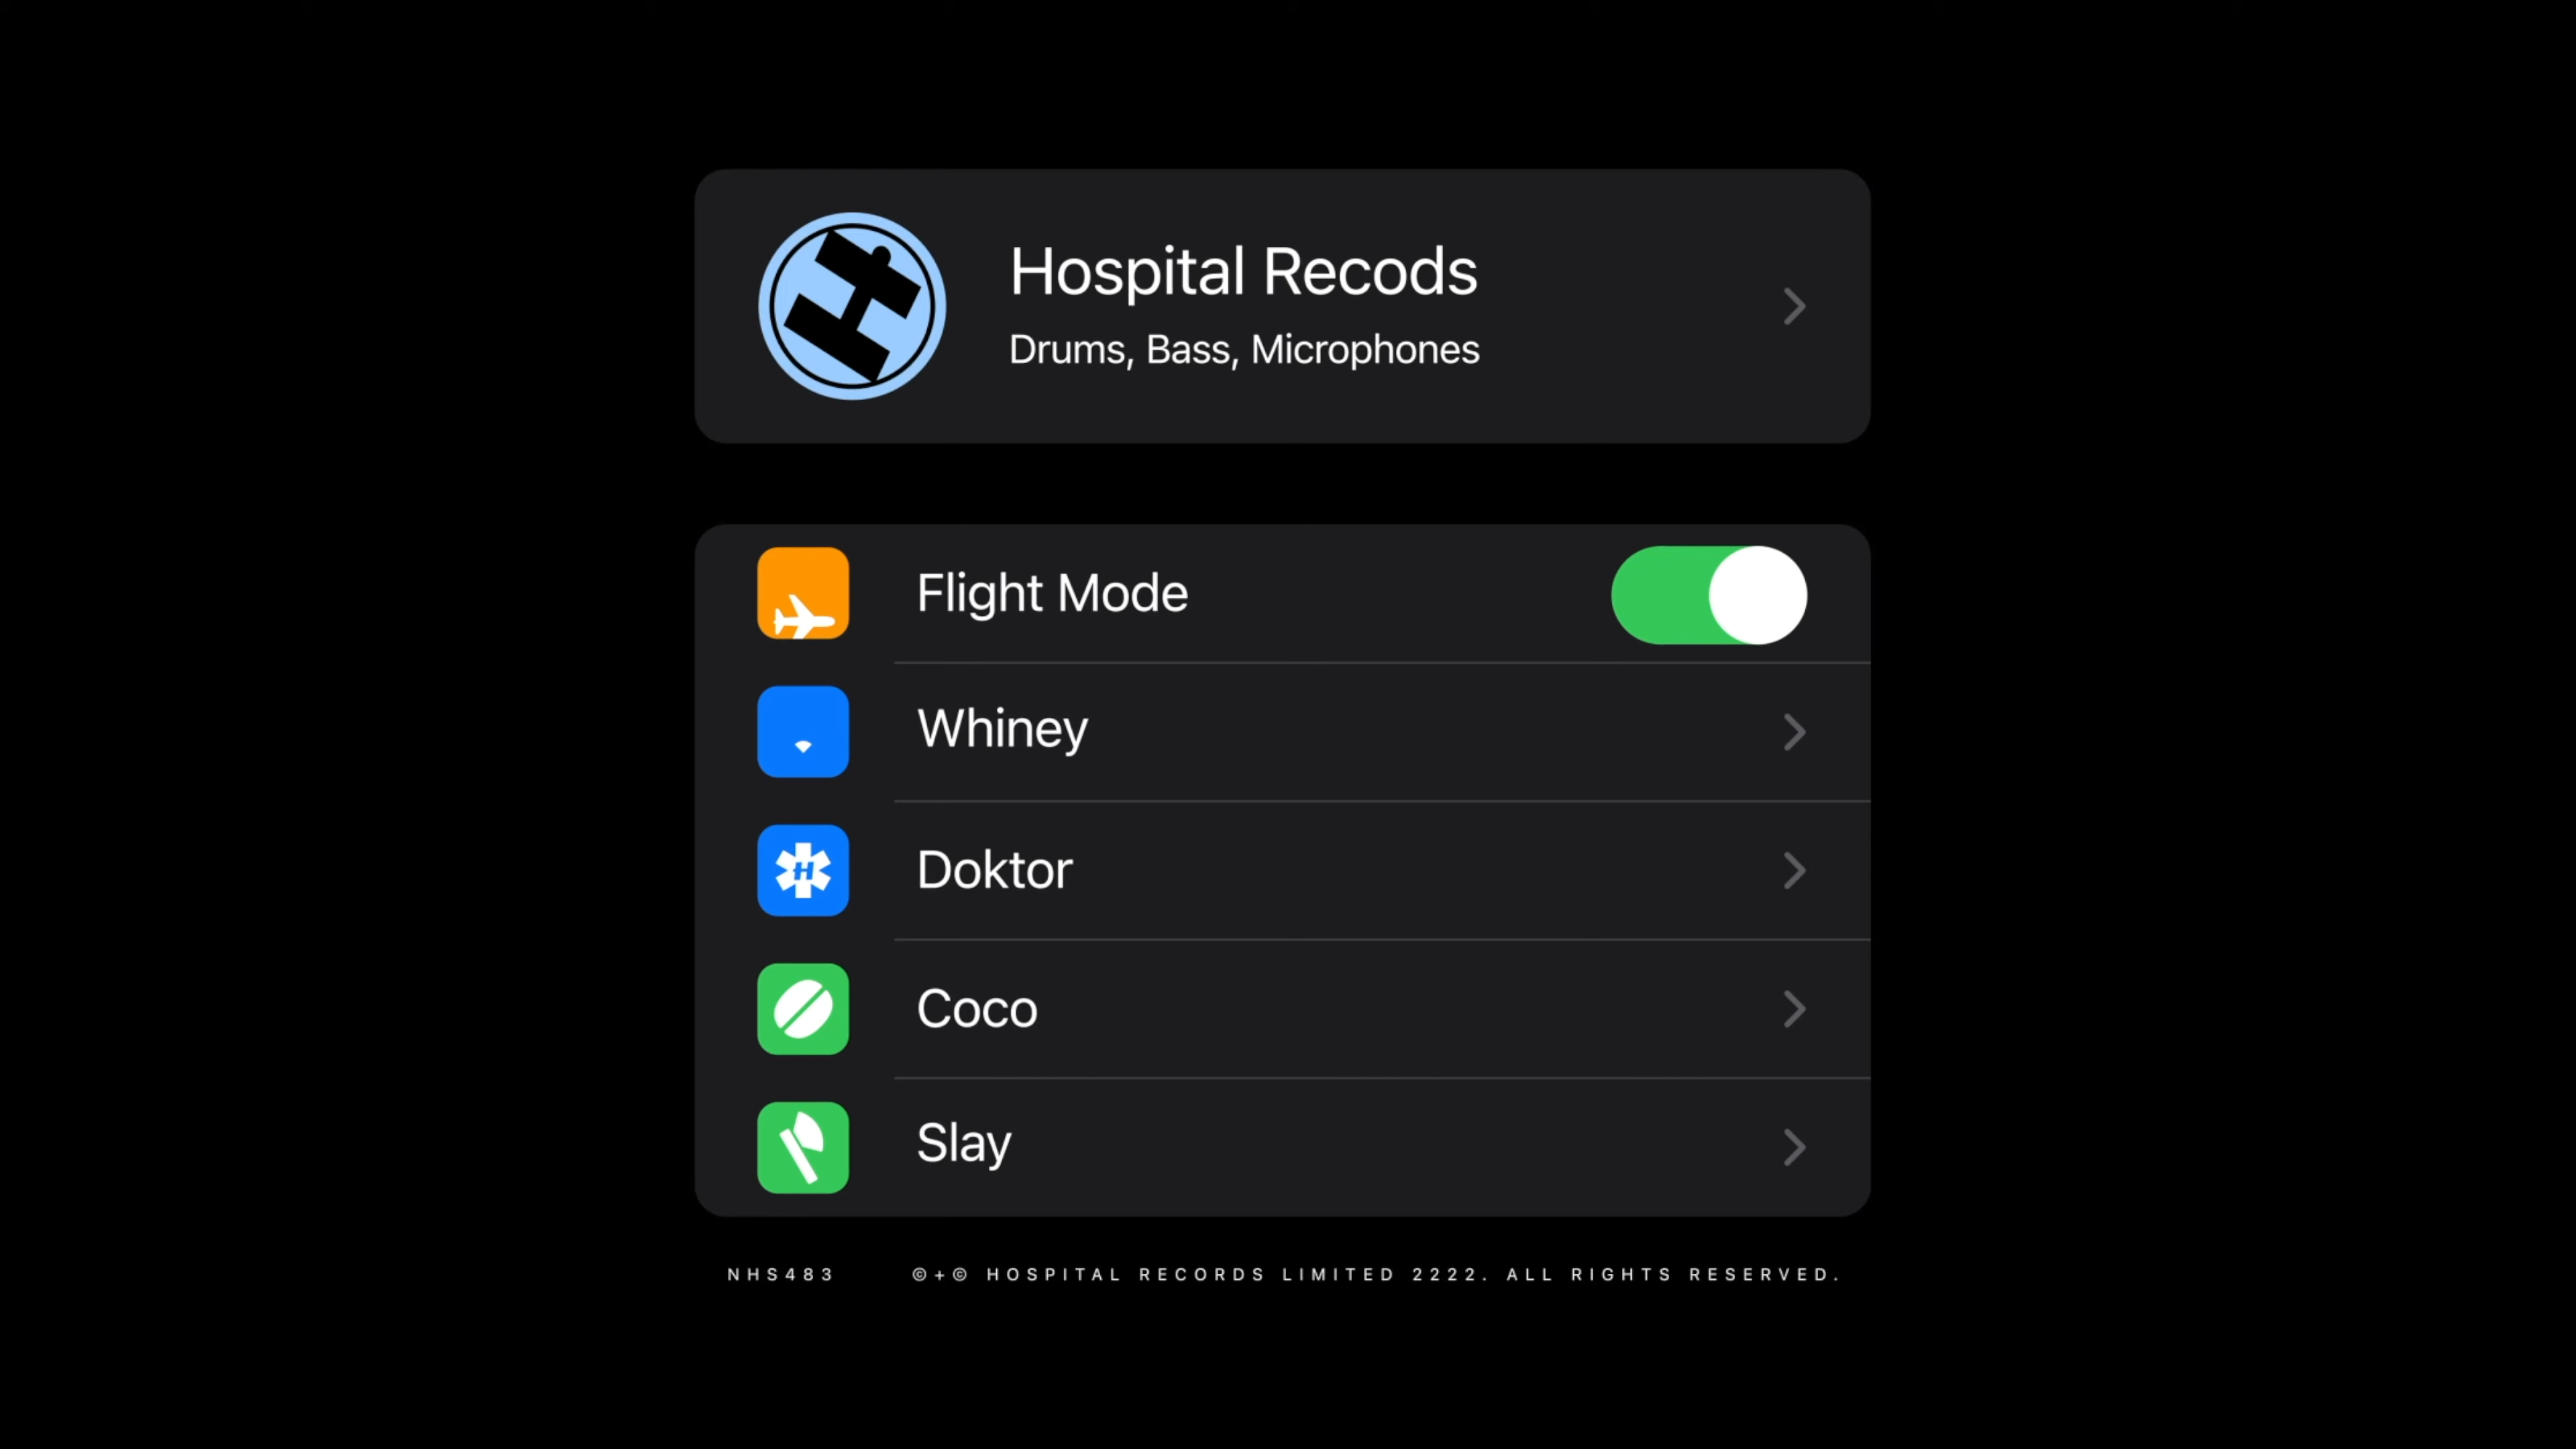 Hospital Recods
Drums, Bass, Microphones
Flight Mode
Whiney
H
Doktor
Coco
Slay
NHS483 ©+© HOSPITAL RECORDS LIMITED 2222. ALL RIGHTS RESERVED.